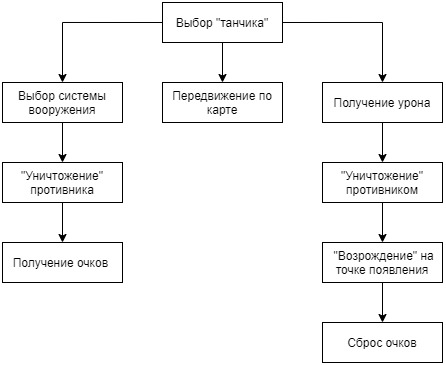 Выбор "танчика"
Выбор системы
вооружения
Передвижение по
карте
Получение урона
"Уничтожение"
противника
"Уничтожение"
противником
Получение очков
"Возрождение" на
точке появления
Сброс очков